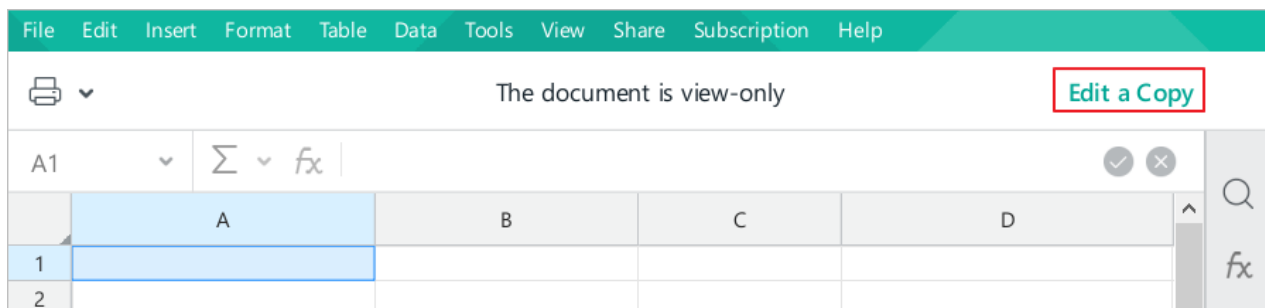 File Edit Insert Format Table Data Tools View Share Subscription Help
The document is view-only Edit a Copy
A1 Σ fx
A B C D
1 fx
2